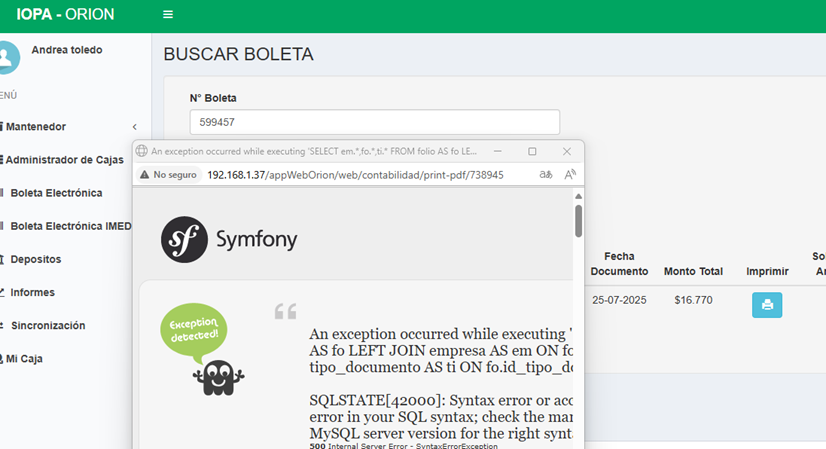 IOPA - ORION
Andrea toledo
BUSCAR BOLETA
ENÚ
N° Boleta
599457
Mantenedor
Administrador de Cajas
Boleta Electrónica
Boleta Electrónica IMED
Depositos
Informes
Sincronización
Mi Caja
An exception occurred while executing 'SELECT em.*,fo.*,ti.* FROM folio AS fo LE...
No seguro 192.168.1.37/appWebOrion/web/contabilidad/print-pdf/738945
sf Symfony
Exception
detected!
An exception occurred while executing '
AS fo LEFT JOIN empresa AS em ON fo
tipo_documento AS ti ON fo.id_tipo_do
SQLSTATE[42000]: Syntax error or acc
error in your SQL syntax; check the man
MySQL server version for the right synt
500 Internal Server Error - SyntaxErrorException
Fecha
Documento
Monto Total
Imprimir
So
Ar
25-07-2025
$16.770